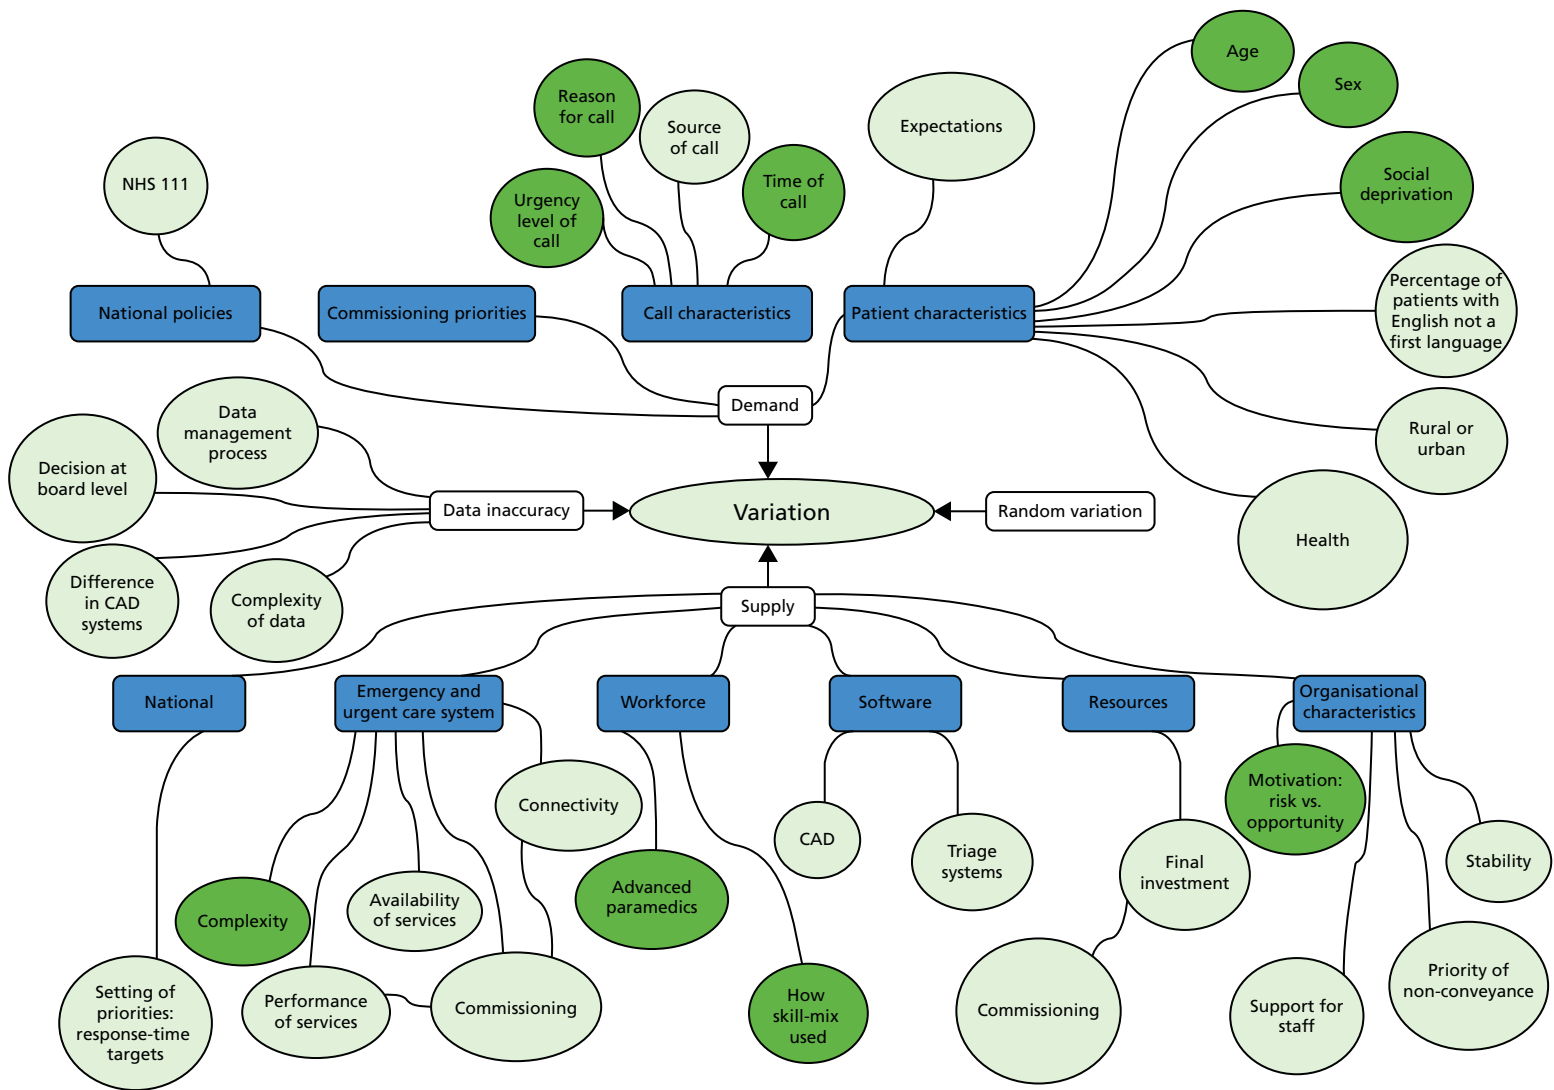 Age
Sex
Reason
for call
Source
of call
Expectations
Time of
call
Social
deprivation
NHS 111
Urgency
level of
call
Percentage of
patients with
English not a
first language
National policies
Commissioning priorities
Call characteristics
Patient characteristics
Demand
Data
management
process
Rural or
urban
Decision at
board level
Data inaccuracy
Variation
Random variation
Health
Difference
in CAD
systems
Complexity
of data
Supply
National
Emergency and
urgent care system
Workforce
Software
Resources
Organisational
characteristics
Connectivity
Motivation:
risk vs.
opportunity
CAD
Triage
systems
Final
investment
Stability
Complexity
Availability
of services
Advanced
paramedics
Setting of
priorities:
response-time
targets
Performance
of services
Commissioning
How
skill-mix
used
Commissioning
Support for
staff
Priority of
non-conveyance